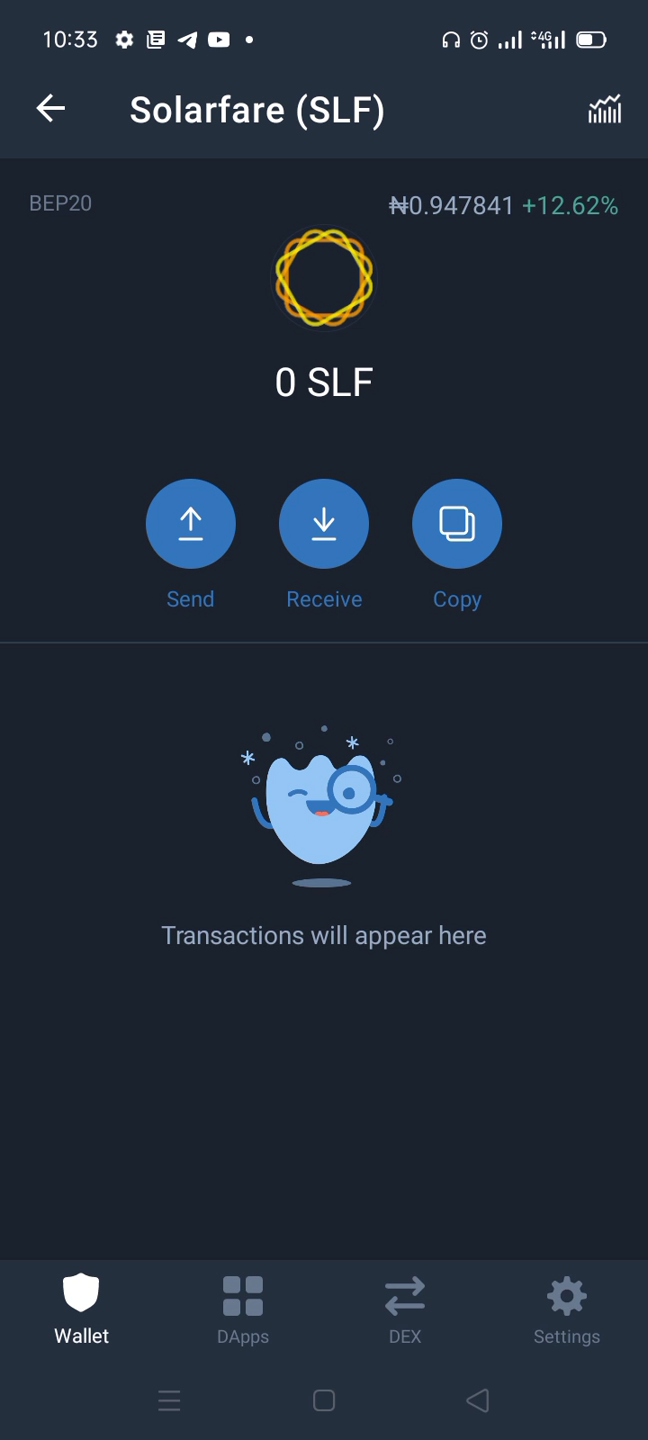 10:33
4G
Solarfare (SLF)
BEP20
₦0.947841 +12.62%
0 SLF
Send
Receive
Copy
Transactions will appear here
Wallet
DApps
DEX
Settings